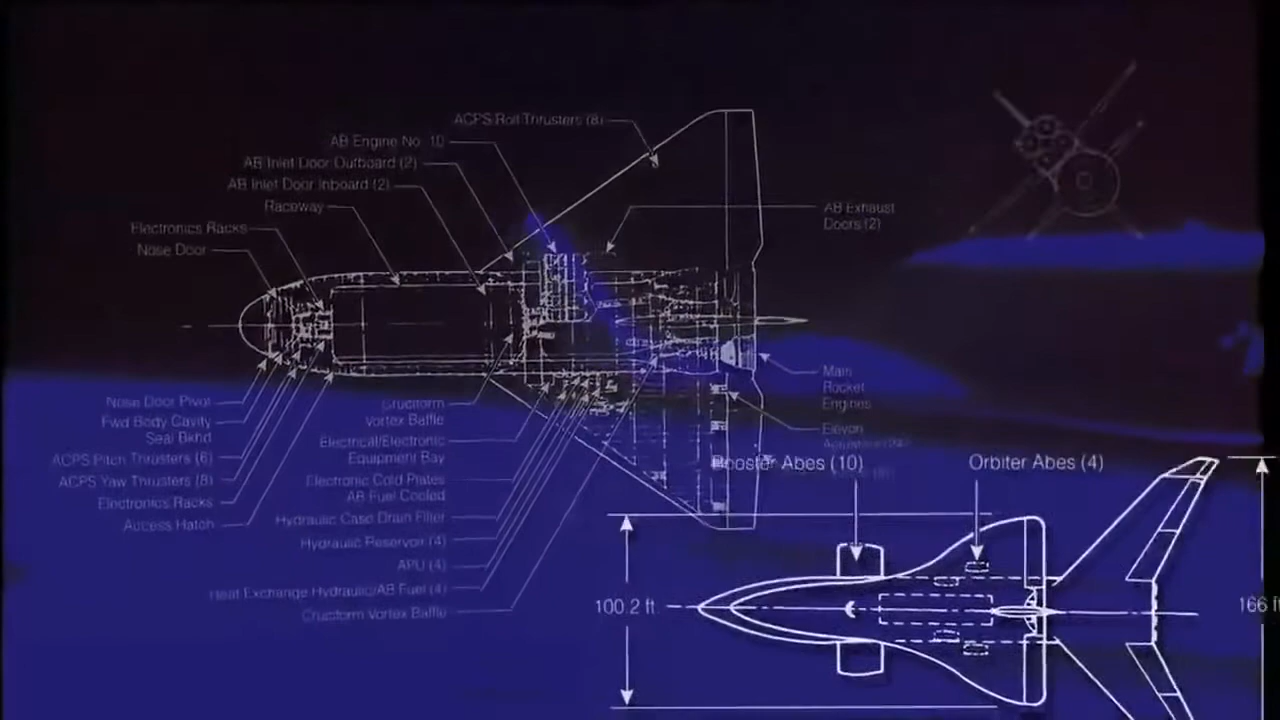 ACPS Roll Thrusters (8)
AB Engine No. 10
AB Inlet Door Outboard (2)
AB Inlet Door Inboard (2)
Raceway
Electronics Racks
Nose Door
AB Exhaust
Doors (2)
Main
Rocket
Engines
Elevon
Nose Door Pivot
Fwd Body Cavity
Seal Bkhd
ACPS Pitch Thrusters (6)
ACPS Yaw Thrusters (8)
Electronics Racks
Access Hatch
Cruciform
Vortex Baffle
Electrical/Electronic
Equipment Bay
Electronic Cold Plates
AB Fuel Cooled
Hydraulic Case Drain Filter
Hydraulic Reservoir (4)
APU (4)
Heat Exchange Hydraulic/AB Fuel (4)
Cruciform Vortex Baffle
Booster Abes (10)
Orbiter Abes (4)
100.2 ft
166 ft